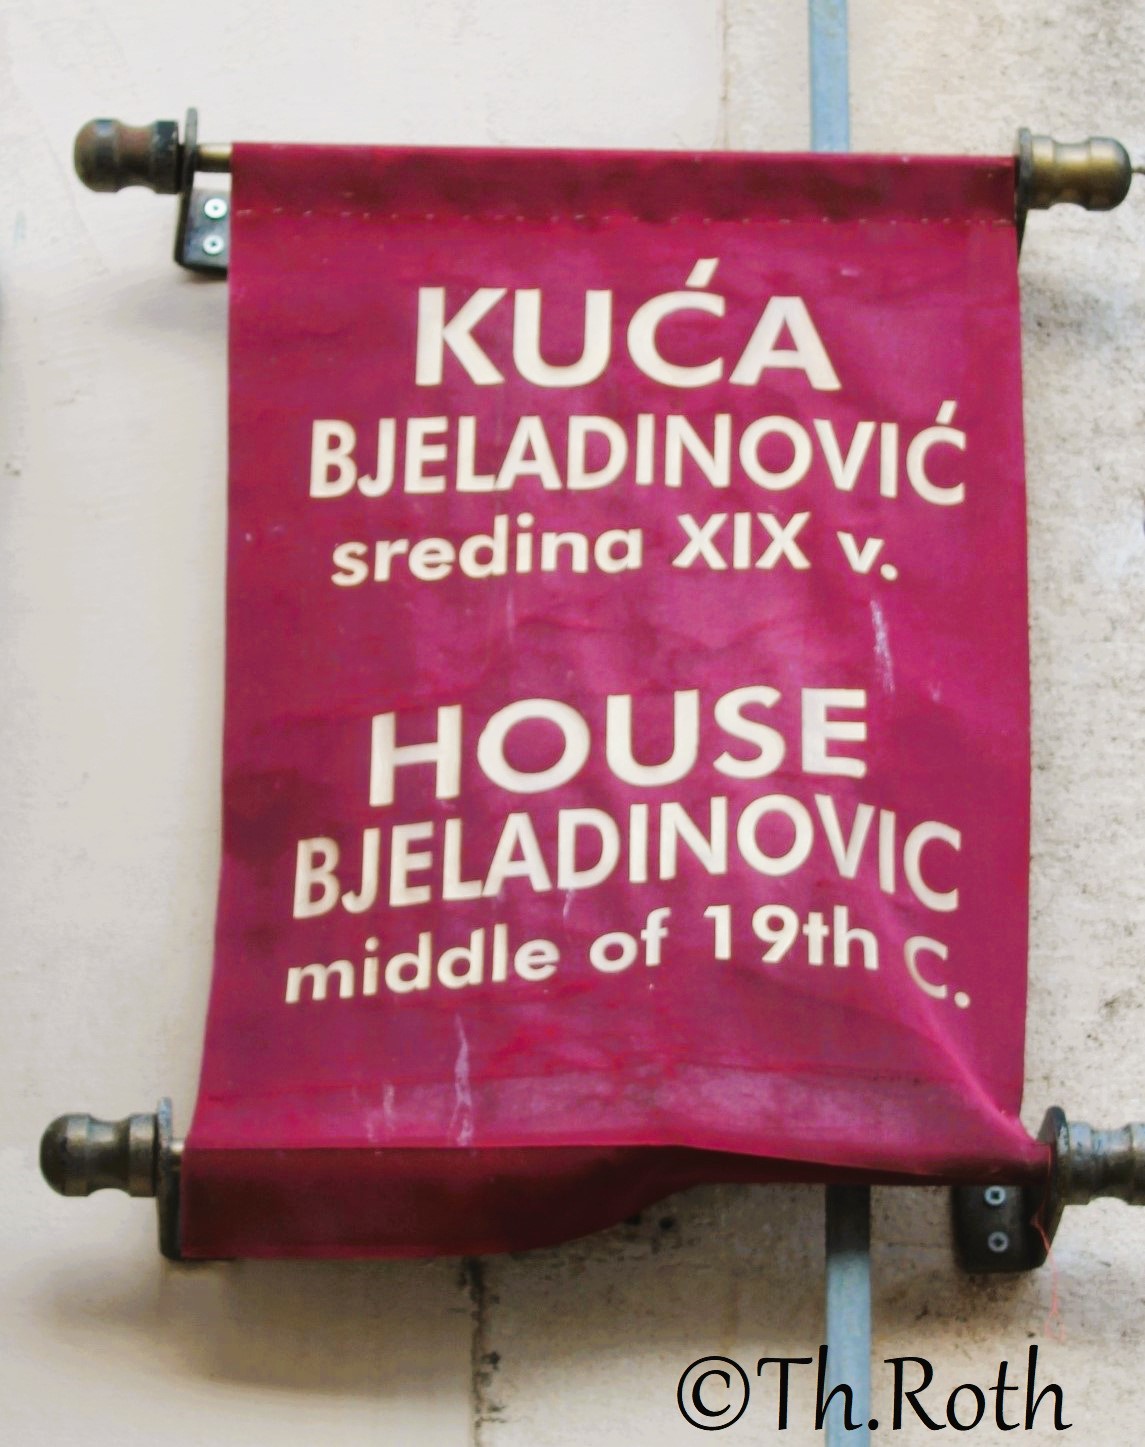 KUĆA
BJELADINOVIĆ
sredina XIX v.
HOUSE
BJELADINOVIC
middle of 19th c.
©Th.Roth